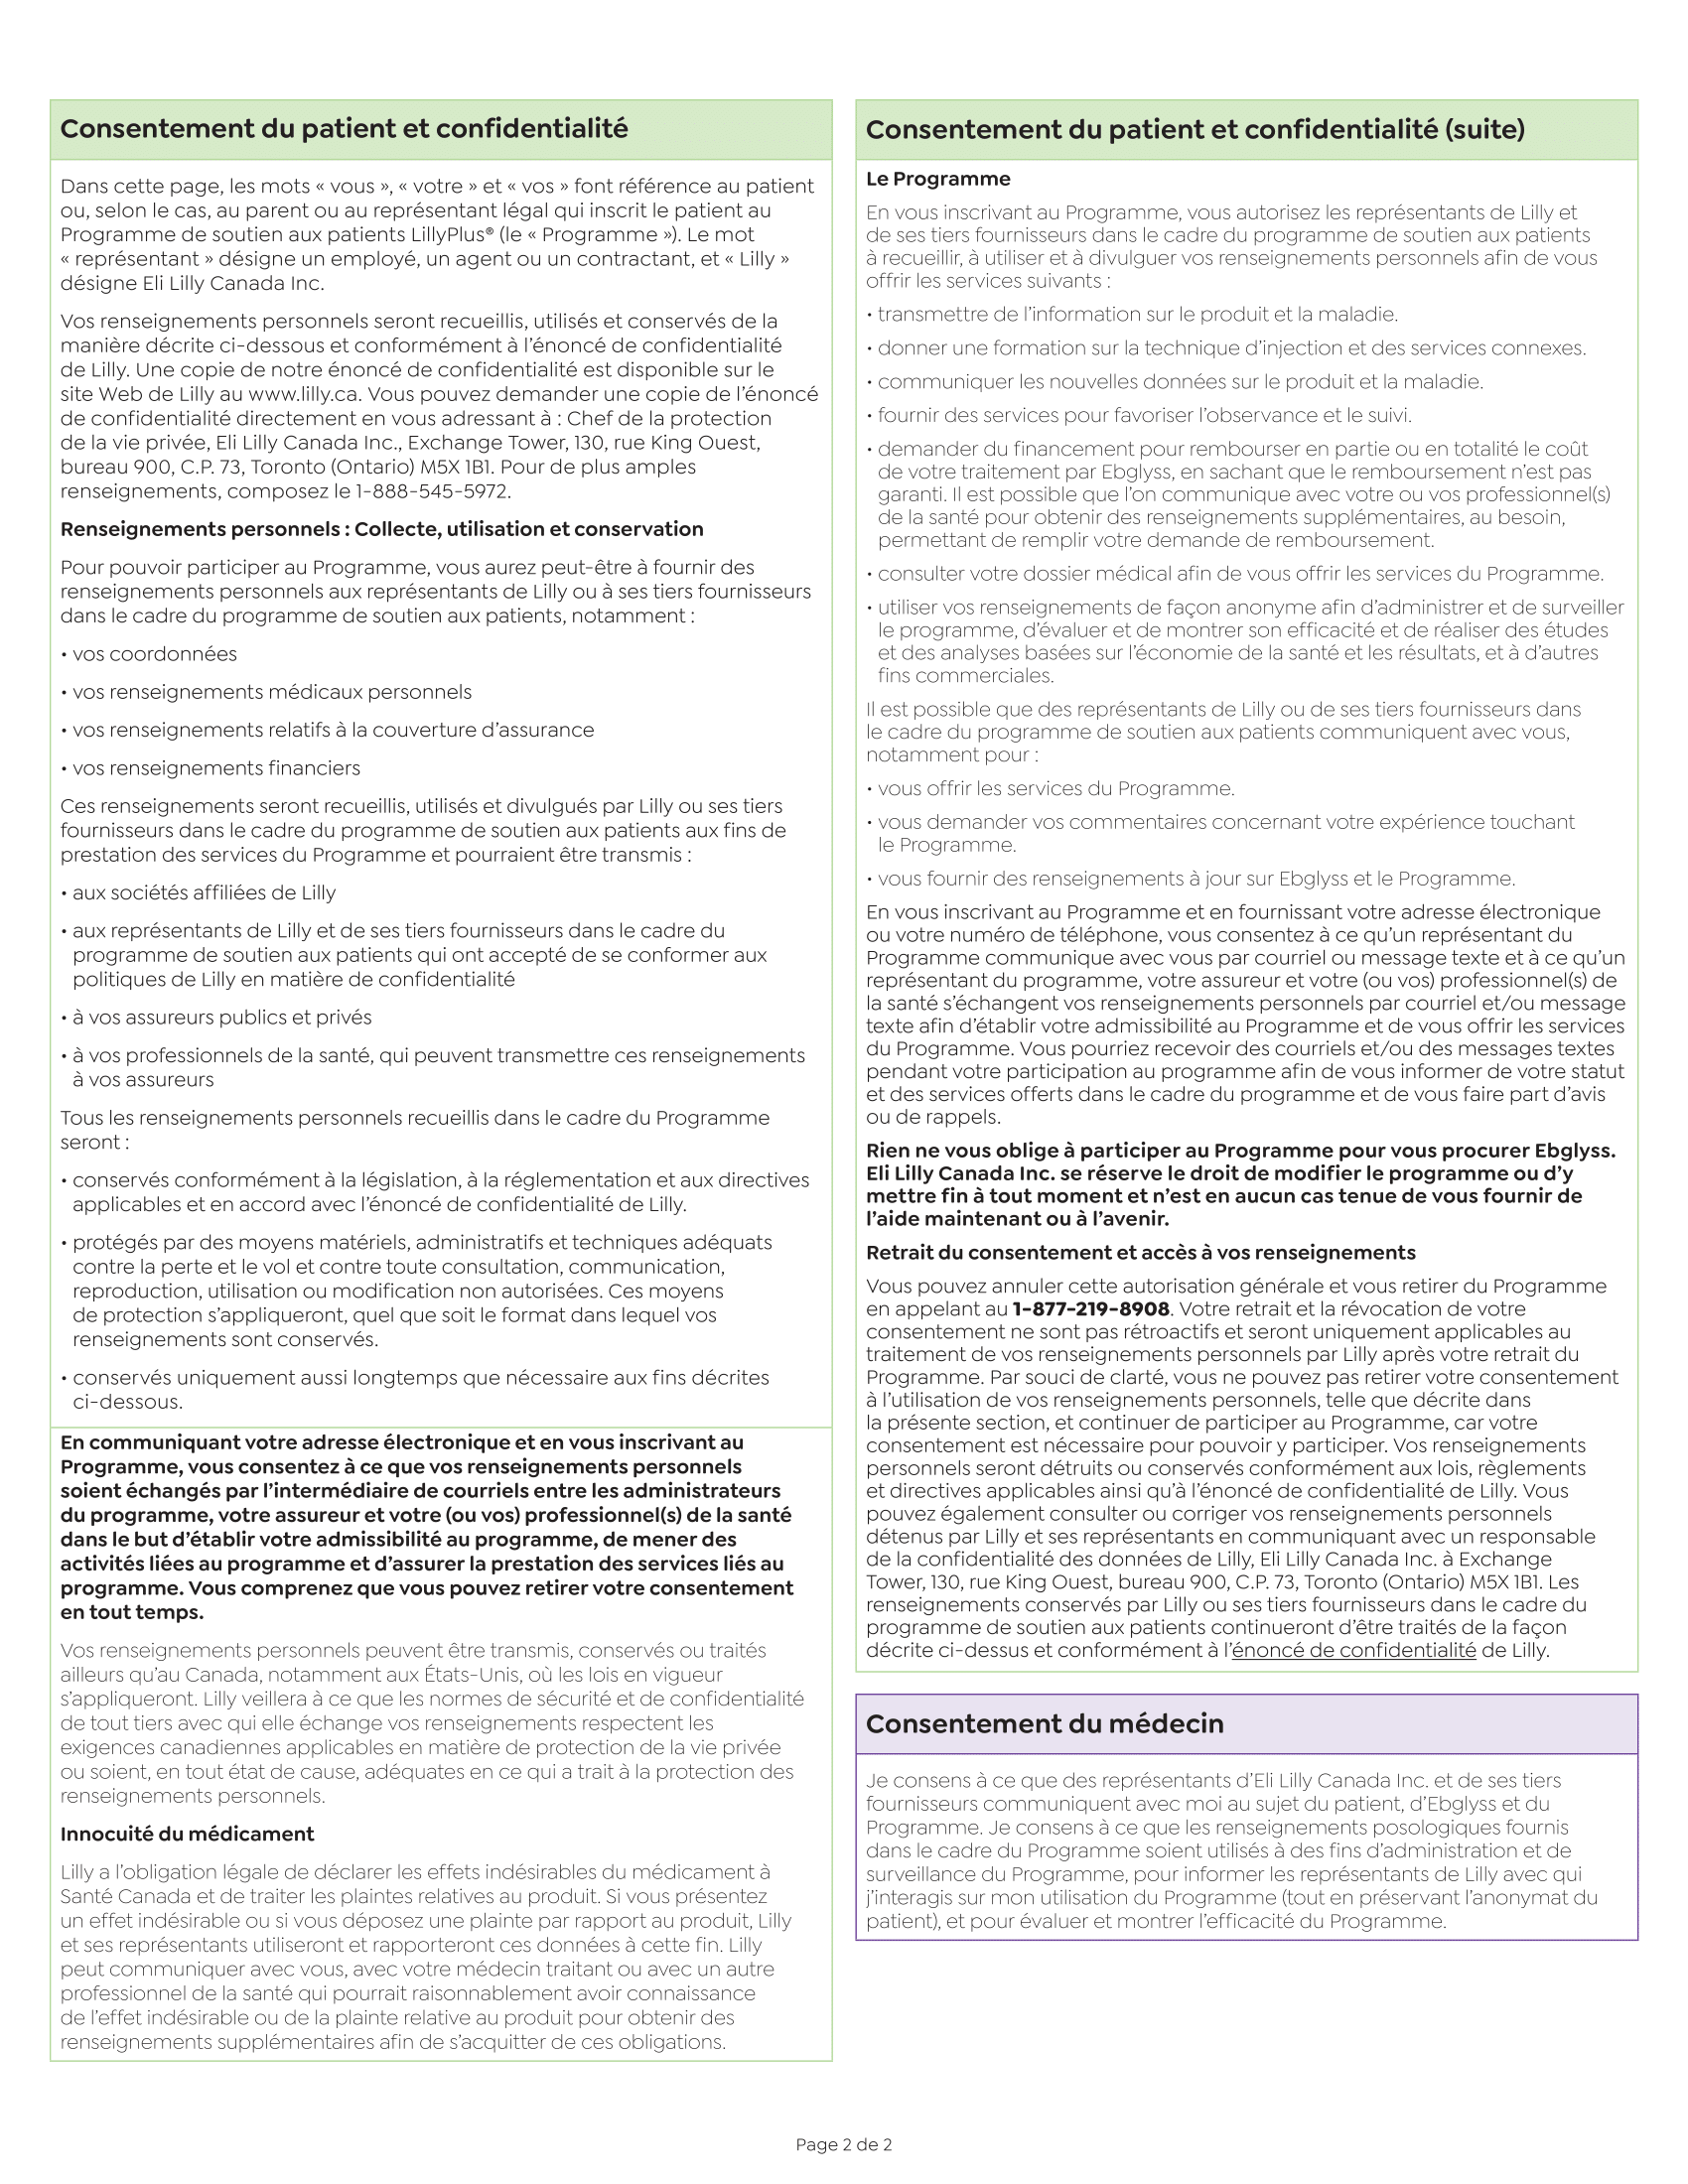 Consentement du patient et confidentialité
Dans cette page, les mots « vous », « votre » et « vos » font référence au patient
ou, selon le cas, au parent ou au représentant légal qui inscrit le patient au
Programme de soutien aux patients LillyPlus® (le « Programme »). Le mot
« représentant » désigne un employé, un agent ou un contractant, et « Lilly »
désigne Eli Lilly Canada Inc.
Vos renseignements personnels seront recueillis, utilisés et conservés de la
manière décrite ci-dessous et conformément à l’énoncé de confidentialité
de Lilly. Une copie de notre énoncé de confidentialité est disponible sur le
site Web de Lilly au www.lilly.ca. Vous pouvez demander une copie de l’énoncé
de confidentialité directement en vous adressant à : Chef de la protection
de la vie privée, Eli Lilly Canada Inc., Exchange Tower, 130, rue King Ouest,
bureau 900, C.P. 73, Toronto (Ontario) M5X 1B1. Pour de plus amples
renseignements, composez le 1-888-545-5972.
Renseignements personnels : Collecte, utilisation et conservation
Pour pouvoir participer au Programme, vous aurez peut-être à fournir des
renseignements personnels aux représentants de Lilly ou à ses tiers fournisseurs
dans le cadre du programme de soutien aux patients, notamment :
• vos coordonnées
• vos renseignements médicaux personnels
• vos renseignements relatifs à la couverture d’assurance
• vos renseignements financiers
Ces renseignements seront recueillis, utilisés et divulgués par Lilly ou ses tiers
fournisseurs dans le cadre du programme de soutien aux patients aux fins de
prestation des services du Programme et pourraient être transmis :
• aux sociétés affiliées de Lilly
• aux représentants de Lilly et de ses tiers fournisseurs dans le cadre du
programme de soutien aux patients qui ont accepté de se conformer aux
politiques de Lilly en matière de confidentialité
• à vos assureurs publics et privés
• à vos professionnels de la santé, qui peuvent transmettre ces renseignements
à vos assureurs
Tous les renseignements personnels recueillis dans le cadre du Programme
seront :
• conservés conformément à la législation, à la réglementation et aux directives
applicables et en accord avec l’énoncé de confidentialité de Lilly.
• protégés par des moyens matériels, administratifs et techniques adéquats
contre la perte et le vol et contre toute consultation, communication,
reproduction, utilisation ou modification non autorisées. Ces moyens
de protection s’appliqueront, quel que soit le format dans lequel vos
renseignements sont conservés.
• conservés uniquement aussi longtemps que nécessaire aux fins décrites
ci-dessous.
En communiquant votre adresse électronique et en vous inscrivant au
Programme, vous consentez à ce que vos renseignements personnels
soient échangés par l’intermédiaire de courriels entre les administrateurs
du programme, votre assureur et votre (ou vos) professionnel(s) de la santé
dans le but d’établir votre admissibilité au programme, de mener des
activités liées au programme et d’assurer la prestation des services liés au
programme. Vous comprenez que vous pouvez retirer votre consentement
en tout temps.
Vos renseignements personnels peuvent être transmis, conservés ou traités
ailleurs qu’au Canada, notamment aux États-Unis, où les lois en vigueur
s’appliqueront. Lilly veillera à ce que les normes de sécurité et de confidentialité
de tout tiers avec qui elle échange vos renseignements respectent les
exigences canadiennes applicables en matière de protection de la vie privée
ou soient, en tout état de cause, adéquates en ce qui a trait à la protection des
renseignements personnels.
Innocuité du médicament
Lilly a l’obligation légale de déclarer les effets indésirables du médicament à
Santé Canada et de traiter les plaintes relatives au produit. Si vous présentez
un effet indésirable ou si vous déposez une plainte par rapport au produit, Lilly
et ses représentants utiliseront et rapporteront ces données à cette fin. Lilly
peut communiquer avec vous, avec votre médecin traitant ou avec un autre
professionnel de la santé qui pourrait raisonnablement avoir connaissance
de l’effet indésirable ou de la plainte relative au produit pour obtenir des
renseignements supplémentaires afin de s’acquitter de ces obligations.
Consentement du patient et confidentialité (suite)
Le Programme
En vous inscrivant au Programme, vous autorisez les représentants de Lilly et
de ses tiers fournisseurs dans le cadre du programme de soutien aux patients
à recueillir, à utiliser et à divulguer vos renseignements personnels afin de vous
offrir les services suivants :
• transmettre de l’information sur le produit et la maladie.
• donner une formation sur la technique d’injection et des services connexes.
• communiquer les nouvelles données sur le produit et la maladie.
• fournir des services pour favoriser l’observance et le suivi.
• demander du financement pour rembourser en partie ou en totalité le coût
de votre traitement par Ebglyss, en sachant que le remboursement n’est pas
garanti. Il est possible que l’on communique avec votre ou vos professionnel(s)
de la santé pour obtenir des renseignements supplémentaires, au besoin,
permettant de remplir votre demande de remboursement.
• consulter votre dossier médical afin de vous offrir les services du Programme.
• utiliser vos renseignements de façon anonyme afin d’administrer et de surveiller
le programme, d’évaluer et de montrer son efficacité et de réaliser des études
et des analyses basées sur l’économie de la santé et les résultats, et à d’autres
fins commerciales.
Il est possible que des représentants de Lilly ou de ses tiers fournisseurs dans
le cadre du programme de soutien aux patients communiquent avec vous,
notamment pour :
• vous offrir les services du Programme.
• vous demander vos commentaires concernant votre expérience touchant
le Programme.
• vous fournir des renseignements à jour sur Ebglyss et le Programme.
En vous inscrivant au Programme et en fournissant votre adresse électronique
ou votre numéro de téléphone, vous consentez à ce qu’un représentant du
Programme communique avec vous par courriel ou message texte et à ce qu’un
représentant du programme, votre assureur et votre (ou vos) professionnel(s) de
la santé s’échangent vos renseignements personnels par courriel et/ou message
texte afin d’établir votre admissibilité au Programme et de vous offrir les services
du Programme. Vous pourriez recevoir des courriels et/ou des messages textes
pendant votre participation au programme afin de vous informer de votre statut
et des services offerts dans le cadre du programme et de vous faire part d’avis
ou de rappels.
Rien ne vous oblige à participer au Programme pour vous procurer Ebglyss.
Eli Lilly Canada Inc. se réserve le droit de modifier le programme ou d’y
mettre fin à tout moment et n’est en aucun cas tenue de vous fournir de
l’aide maintenant ou à l’avenir.
Retrait du consentement et accès à vos renseignements
Vous pouvez annuler cette autorisation générale et vous retirer du Programme
en appelant au 1-877-219-8908. Votre retrait et la révocation de votre
consentement ne sont pas rétroactifs et seront uniquement applicables au
traitement de vos renseignements personnels par Lilly après votre retrait du
Programme. Par souci de clarté, vous ne pouvez pas retirer votre consentement
à l’utilisation de vos renseignements personnels, telle que décrite dans
la présente section, et continuer de participer au Programme, car votre
consentement est nécessaire pour pouvoir y participer. Vos renseignements
personnels seront détruits ou conservés conformément aux lois, règlements
et directives applicables ainsi qu’à l’énoncé de confidentialité de Lilly. Vous
pouvez également consulter ou corriger vos renseignements personnels
détenus par Lilly et ses représentants en communiquant avec un responsable
de la confidentialité des données de Lilly, Eli Lilly Canada Inc. à Exchange
Tower, 130, rue King Ouest, bureau 900, C.P. 73, Toronto (Ontario) M5X 1B1. Les
renseignements conservés par Lilly ou ses tiers fournisseurs dans le cadre du
programme de soutien aux patients continueront d’être traités de la façon
décrite ci-dessus et conformément à l’énoncé de confidentialité de Lilly.
Consentement du médecin
Je consens à ce que des représentants d’Eli Lilly Canada Inc. et de ses tiers
fournisseurs communiquent avec moi au sujet du patient, d’Ebglyss et du
Programme. Je consens à ce que les renseignements posologiques fournis
dans le cadre du Programme soient utilisés à des fins d’administration et de
surveillance du Programme, pour informer les représentants de Lilly avec qui
j’interagis sur mon utilisation du Programme (tout en préservant l’anonymat du
patient), et pour évaluer et montrer l’efficacité du Programme.
Page 2 de 2